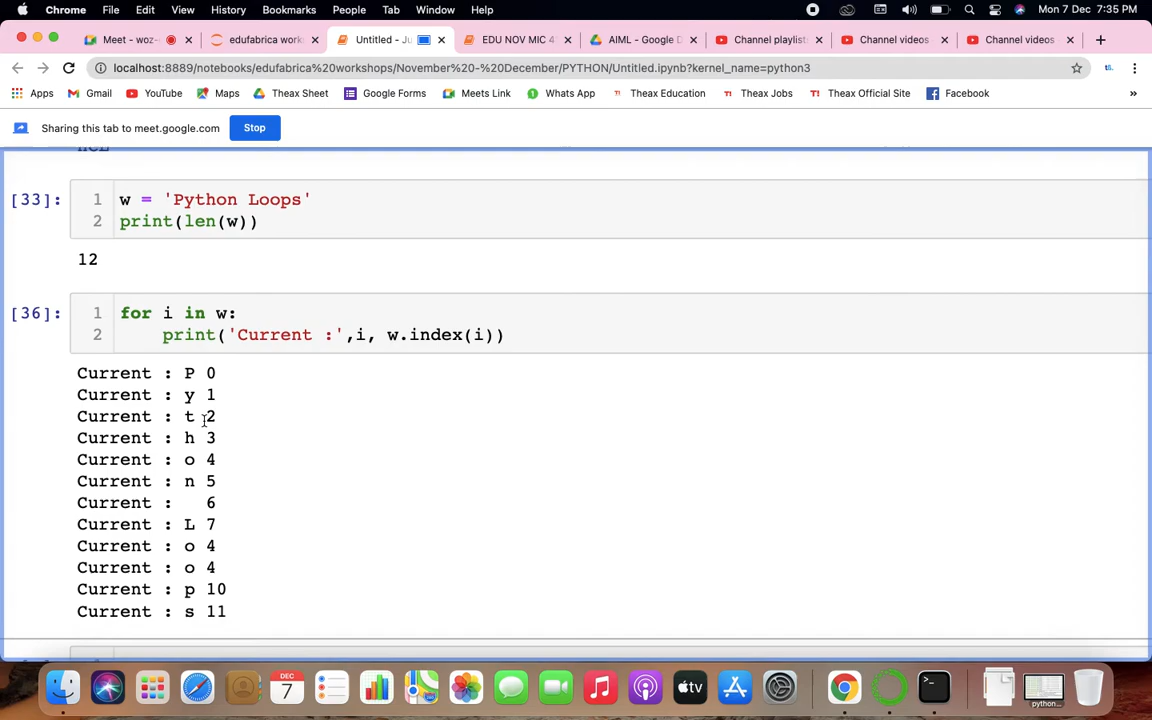 Chrome File Edit View History Bookmarks People Tab Window Help Mon 7 Dec 7:35 PM
Meet - woz- edufabrica work Untitled - Ju EDU NOV MIC 4 AIML - Google D Channel playlist Channel videos - Channel videos -
localhost:8889/notebooks/edufabrica%20workshops/November%20-%20December/PYTHON/Untitled.ipynb?kernel_name=python3
Apps Gmail YouTube Maps Theax Sheet Google Forms Meets Link Whats App Theax Education Theax Jobs Theax Official Site Facebook »
Sharing this tab to meet.google.com Stop
[33]: 1 w = 'Python Loops'
2 print(len(w))
12
[36]: 1 for i in w:
2 print('Current :',i, w.index(i))
Current : P 0
Current : y 1
Current : t 2
Current : h 3
Current : o 4
Current : n 5
Current :   6
Current : L 7
Current : o 4
Current : o 4
Current : p 10
Current : s 11
DEC
7
tv
python...